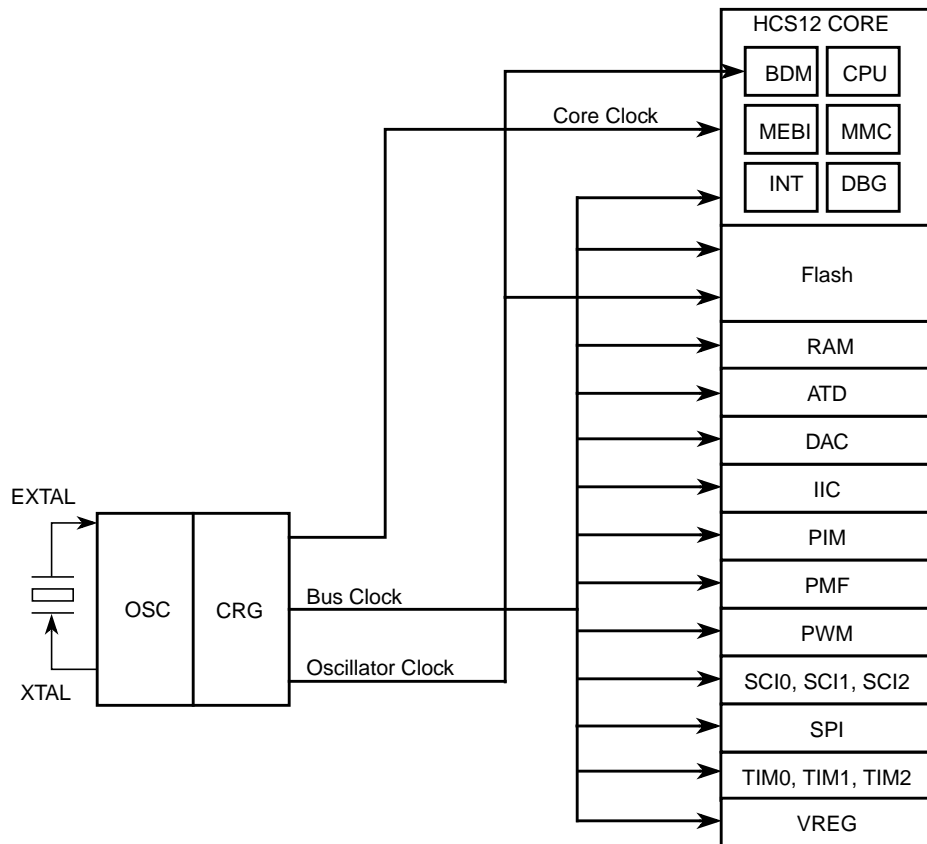 HCS12 CORE
BDM
CPU
Core Clock
MEBI
MMC
INT
DBG
Flash
RAM
ATD
DAC
IIC
EXTAL
PIM
PMF
OSC
CRG
Bus Clock
PWM
Oscillator Clock
XTAL
SCI0, SCI1, SCI2
SPI
TIM0, TIM1, TIM2
VREG